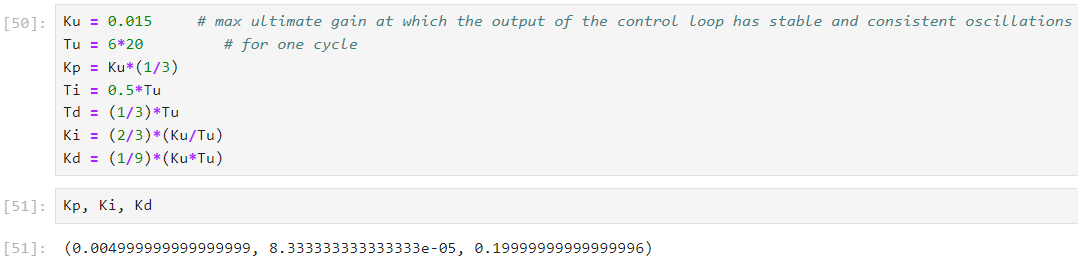 [50]: Ku = 0.015     # max ultimate gain at which the output of the control loop has stable and consistent oscillations
Tu = 6*20         # for one cycle
Kp = Ku*(1/3)
Ti = 0.5*Tu
Td = (1/3)*Tu
Ki = (2/3)*(Ku/Tu)
Kd = (1/9)*(Ku*Tu)
[51]: Kp, Ki, Kd
[51]: (0.004999999999999999, 8.333333333333333e-05, 0.19999999999999996)